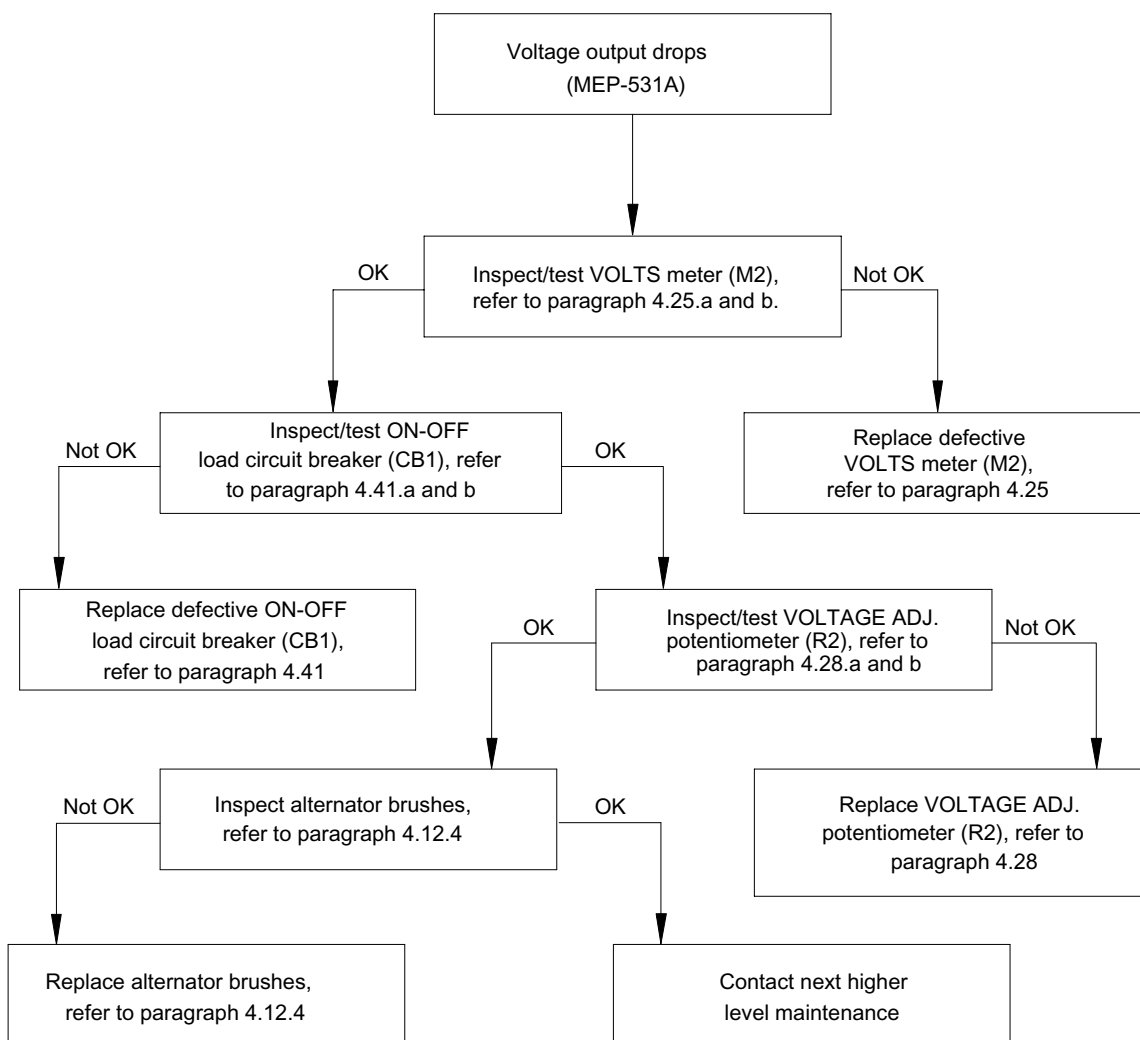 Voltage output drops
(MEP-531A)
OK
Inspect/test VOLTS meter (M2),
refer to paragraph 4.25.a and b.
Not OK
Not OK
Inspect/test ON-OFF
load circuit breaker (CB1), refer
to paragraph 4.41.a and b
OK
Replace defective
VOLTS meter (M2),
refer to paragraph 4.25
Replace defective ON-OFF
load circuit breaker (CB1),
refer to paragraph 4.41
OK
Inspect/test VOLTAGE ADJ.
potentiometer (R2), refer to
paragraph 4.28.a and b
Not OK
Not OK
Inspect alternator brushes,
refer to paragraph 4.12.4
OK
Replace VOLTAGE ADJ.
potentiometer (R2), refer to
paragraph 4.28
Replace alternator brushes,
refer to paragraph 4.12.4
Contact next higher
level maintenance